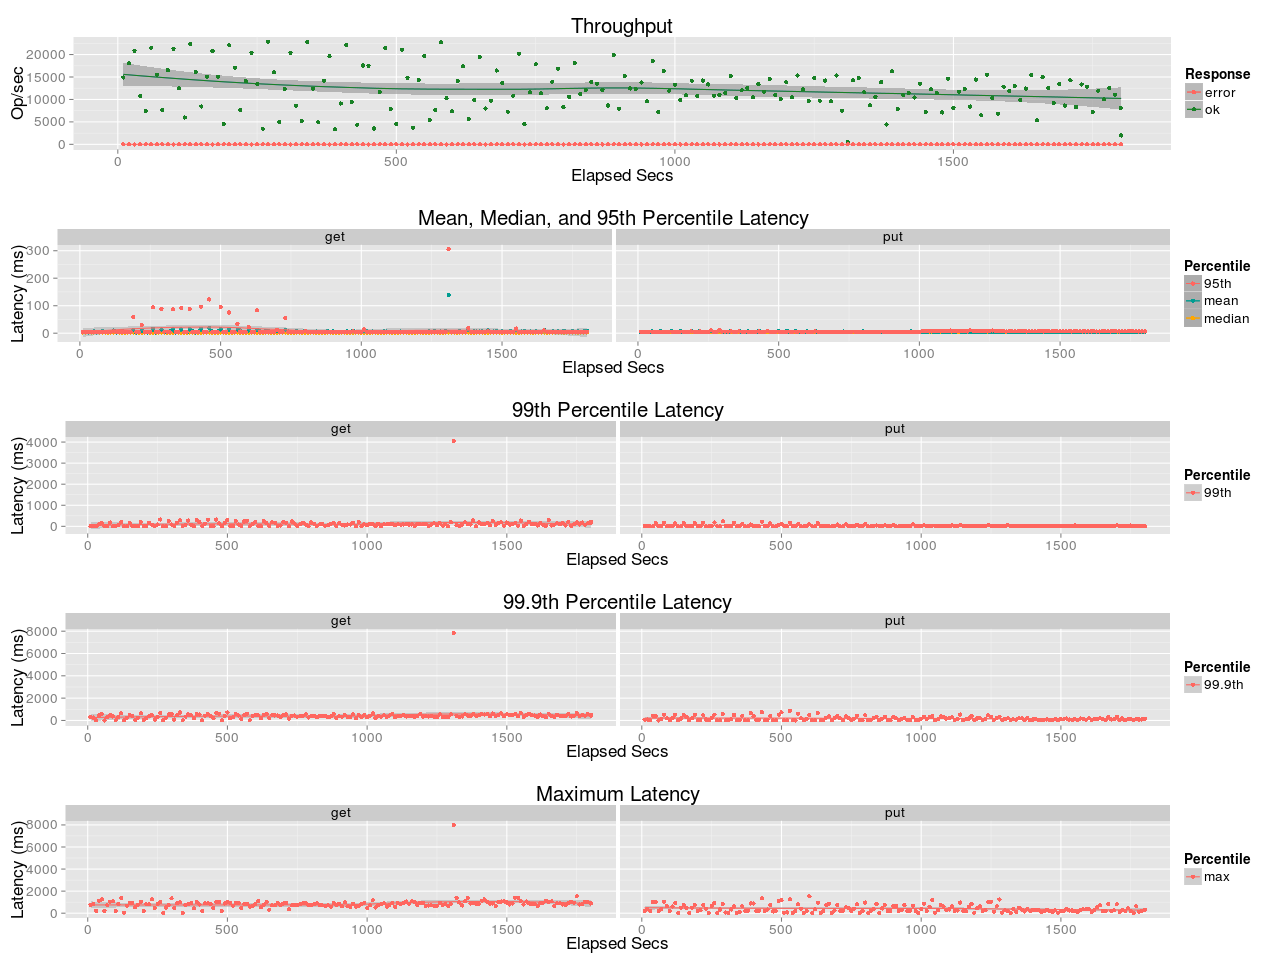 Throughput
Op/sec
20000
15000
10000
5000
0
0 500 1000 1500
Elapsed Secs
Response
error
ok
Mean, Median, and 95th Percentile Latency
get put
Latency (ms)
300
200
100
0
0 500 1000 1500 0 500 1000 1500
Elapsed Secs
Percentile
95th
mean
median
99th Percentile Latency
get put
Latency (ms)
4000
3000
2000
1000
0
0 500 1000 1500 0 500 1000 1500
Elapsed Secs
Percentile
99th
99.9th Percentile Latency
get put
Latency (ms)
8000
6000
4000
2000
0
0 500 1000 1500 0 500 1000 1500
Elapsed Secs
Percentile
99.9th
Maximum Latency
get put
Latency (ms)
8000
6000
4000
2000
0
0 500 1000 1500 0 500 1000 1500
Elapsed Secs
Percentile
max